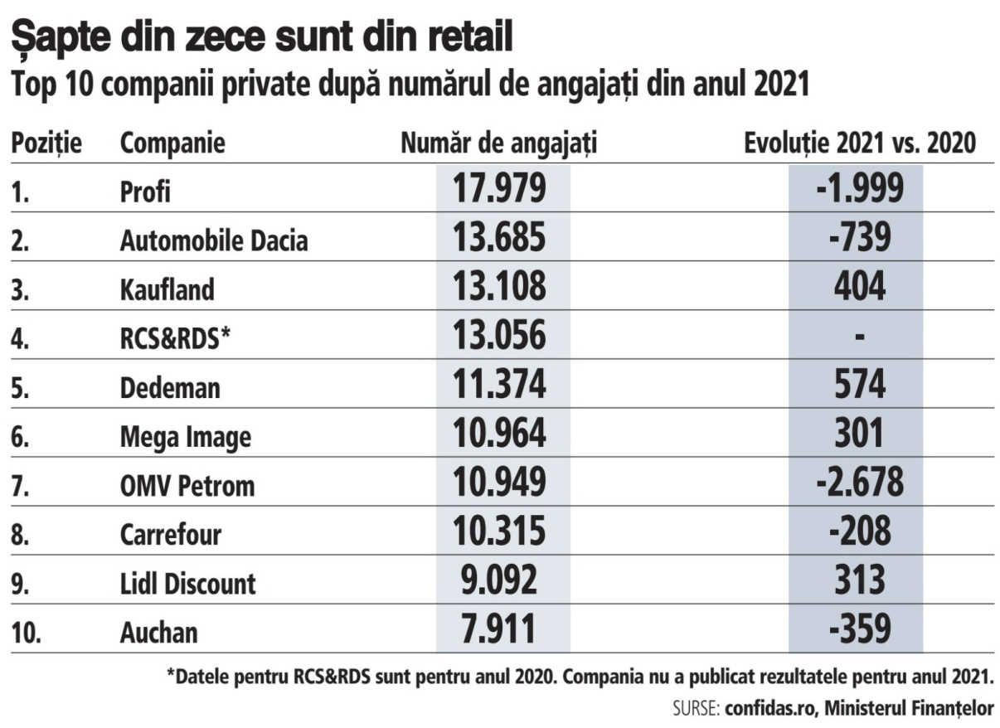 Șapte din zece sunt din retail
Top 10 companii private după numărul de angajați din anul 2021
Poziție Companie Număr de angajați Evoluție 2021 vs. 2020
1. Profi 17.979 -1.999
2. Automobile Dacia 13.685 -739
3. Kaufland 13.108 404
4. RCS&RDS* 13.056 -
5. Dedeman 11.374 574
6. Mega Image 10.964 301
7. OMV Petrom 10.949 -2.678
8. Carrefour 10.315 -208
9. Lidl Discount 9.092 313
10. Auchan 7.911 -359
*Datele pentru RCS&RDS sunt pentru anul 2020. Compania nu a publicat rezultatele pentru anul 2021.
SURSE: confidas.ro, Ministerul Finanțelor